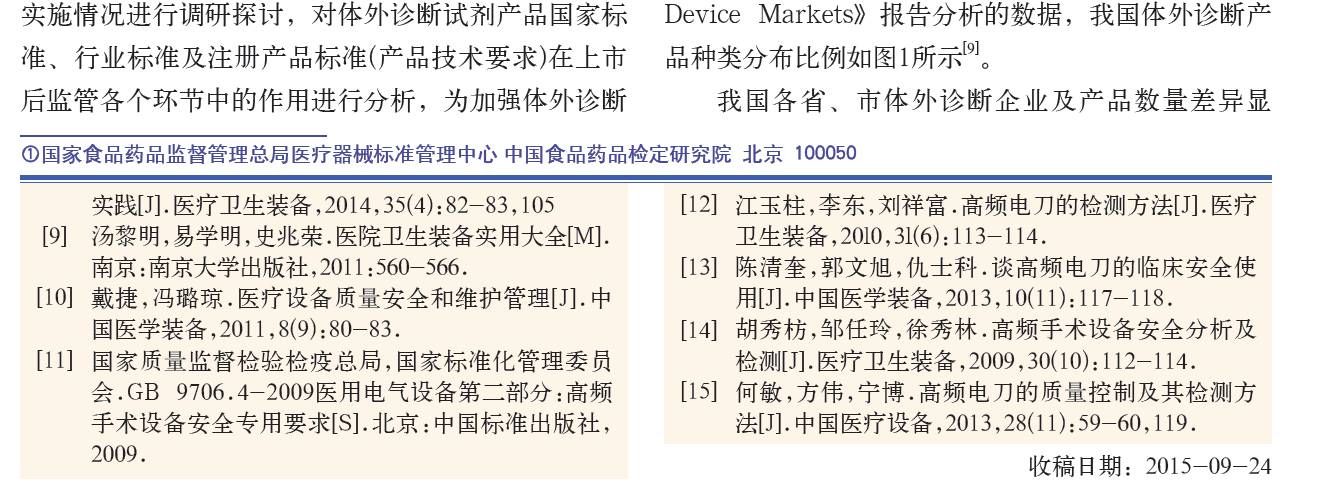 实施情况进行调研探讨，对体外诊断试剂产品国家标
准、行业标准及注册产品标准(产品技术要求)在上市
后监管各个环节中的作用进行分析，为加强体外诊断
Device Markets》报告分析的数据，我国体外诊断产
品种类分布比例如图1所示[9]。
我国各省、市体外诊断企业及产品数量差异显
①国家食品药品监督管理总局医疗器械标准管理中心 中国食品药品检定研究院 北京 100050
实践[J].医疗卫生装备,2014,35(4):82-83,105
[9] 汤黎明,易学明,史兆荣.医院卫生装备实用大全[M].
南京:南京大学出版社,2011:560-566.
[10] 戴捷,冯璐琼.医疗设备质量安全和维护管理[J].中
国医学装备,2011,8(9):80-83.
[11] 国家质量监督检验检疫总局,国家标准化管理委员
会.GB 9706.4-2009医用电气设备第二部分:高频
手术设备安全专用要求[S].北京:中国标准出版社,
2009.
[12] 江玉柱,李东,刘祥富.高频电刀的检测方法[J].医疗
卫生装备,2010,31(6):113-114.
[13] 陈清奎,郭文旭,仇士科.谈高频电刀的临床安全使
用[J].中国医学装备,2013,10(11):117-118.
[14] 胡秀枋,邹任玲,徐秀林.高频手术设备安全分析及
检测[J].医疗卫生装备,2009,30(10):112-114.
[15] 何敏,方伟,宁博.高频电刀的质量控制及其检测方
法[J].中国医疗设备,2013,28(11):59-60,119.
收稿日期：2015-09-24